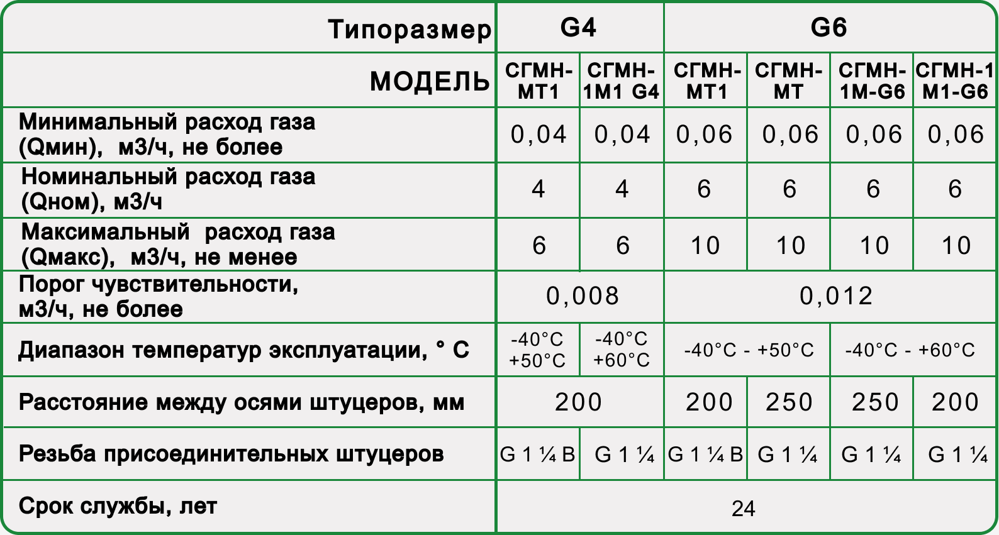 Типоразмер G4 G6
МОДЕЛЬ СГМН-МТ1 СГМН-1М1 G4 СГМН-МТ1 СГМН-МТ СГМН-1М-G6 СГМН-1М1-G6
Минимальный расход газа
(Qмин), м3/ч, не более 0,04 0,04 0,06 0,06 0,06 0,06
Номинальный расход газа
(Qном), м3/ч 4 4 6 6 6 6
Максимальный расход газа
(Qмакс), м3/ч, не менее 6 6 10 10 10 10
Порог чувствительности,
м3/ч, не более 0,008 0,012
Диапазон температур эксплуатации, ° С -40°C +50°C -40°C +60°C -40°C - +50°C -40°C - +60°C
Расстояние между осями штуцеров, мм 200 200 250 250 200
Резьба присоединительных штуцеров G 1 ¼ B G 1 ¼ G 1 ¼ B G 1 ¼ G 1 ¼ G 1 ¼
Срок службы, лет 24